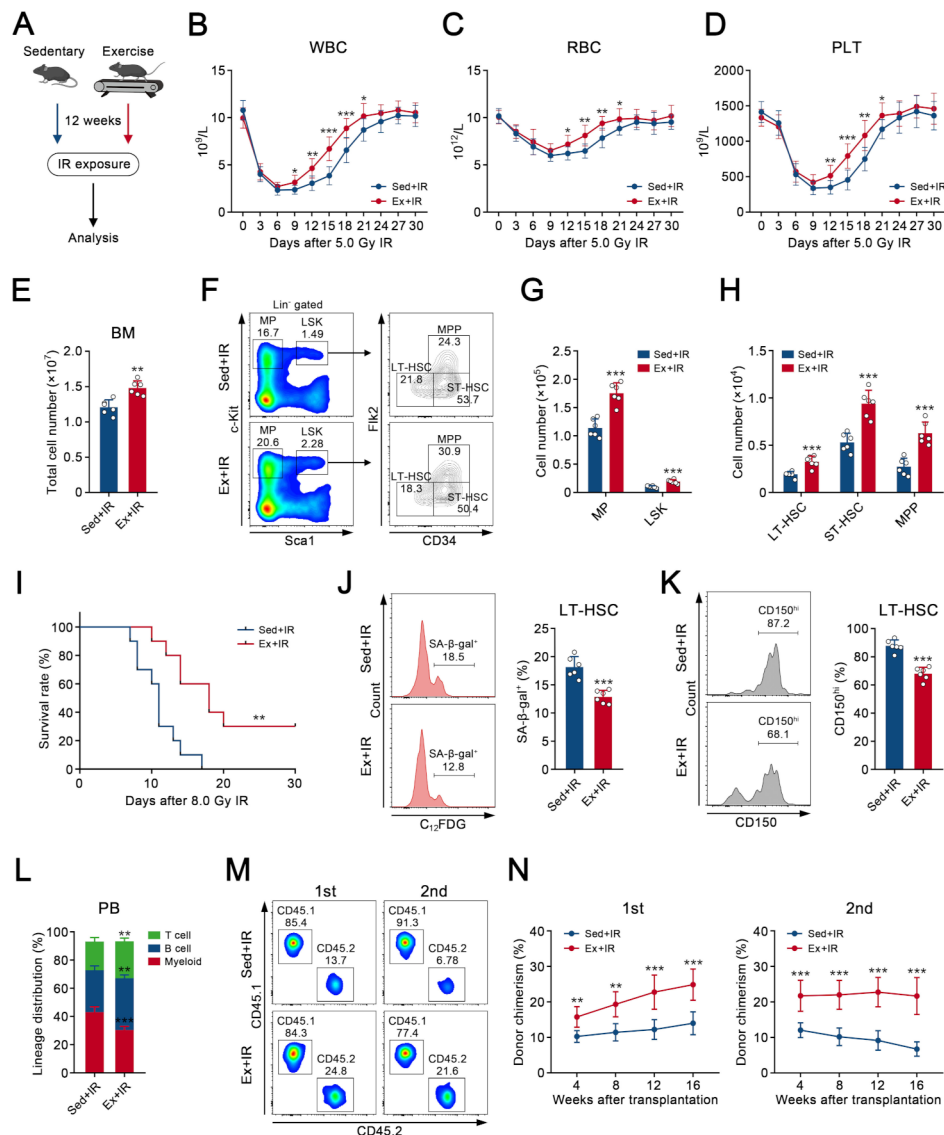 A
Sedentary
Exercise
12 weeks
IR exposure
Analysis
B
WBC
10⁹/L
20
15
10
5
0
*
**
***
***
*
Sed+IR
Ex+IR
0 3 6 9 12 15 18 21 24 27 30
Days after 5.0 Gy IR
C
RBC
10¹²/L
20
15
10
5
0
*
**
**
*
Sed+IR
Ex+IR
0 3 6 9 12 15 18 21 24 27 30
Days after 5.0 Gy IR
D
PLT
10⁹/L
2000
1500
1000
500
0
**
***
**
*
Sed+IR
Ex+IR
0 3 6 9 12 15 18 21 24 27 30
Days after 5.0 Gy IR
E
BM
Total cell number (×10⁷)
2.0
1.5
1.0
0.5
0
**
Sed+IR
Ex+IR
F
Lin⁻ gated
Sed+IR
MP
16.7
LSK
1.49
MPP
24.3
LT-HSC
21.8
ST-HSC
53.7
c-Kit
Flk2
Ex+IR
MP
20.6
LSK
2.28
MPP
30.9
LT-HSC
18.3
ST-HSC
50.4
Sca1
CD34
G
Cell number (×10⁵)
2.0
1.5
1.0
0.5
0
***
***
Sed+IR
Ex+IR
MP
LSK
H
Cell number (×10⁴)
1.5
1.0
0.5
0
***
***
***
Sed+IR
Ex+IR
LT-HSC
ST-HSC
MPP
I
Survival rate (%)
100
80
60
40
20
0
Sed+IR
Ex+IR
**
0 10 20 30
Days after 8.0 Gy IR
J
Sed+IR
SA-β-gal⁺
18.5
Count
Ex+IR
SA-β-gal⁺
12.8
C₁₂FDG
LT-HSC
SA-β-gal⁺ (%)
25
20
15
10
5
0
***
Sed+IR
Ex+IR
K
Sed+IR
CD150ʰⁱ
87.2
Count
Ex+IR
CD150ʰⁱ
68.1
CD150
LT-HSC
CD150ʰⁱ (%)
100
80
60
40
20
0
***
Sed+IR
Ex+IR
L
PB
Lineage distribution (%)
100
80
60
40
20
0
**
**
***
T cell
B cell
Myeloid
Sed+IR
Ex+IR
M
1st
2nd
Sed+IR
CD45.1
85.4
CD45.2
13.7
CD45.1
91.3
CD45.2
6.78
CD45.1
Ex+IR
CD45.1
84.3
CD45.2
24.8
CD45.1
77.4
CD45.2
21.6
CD45.2
N
1st
Donor chimerism (%)
40
30
20
10
0
**
**
***
***
Sed+IR
Ex+IR
4 8 12 16
Weeks after transplantation
2nd
Donor chimerism (%)
40
30
20
10
0
***
***
***
***
Sed+IR
Ex+IR
4 8 12 16
Weeks after transplantation